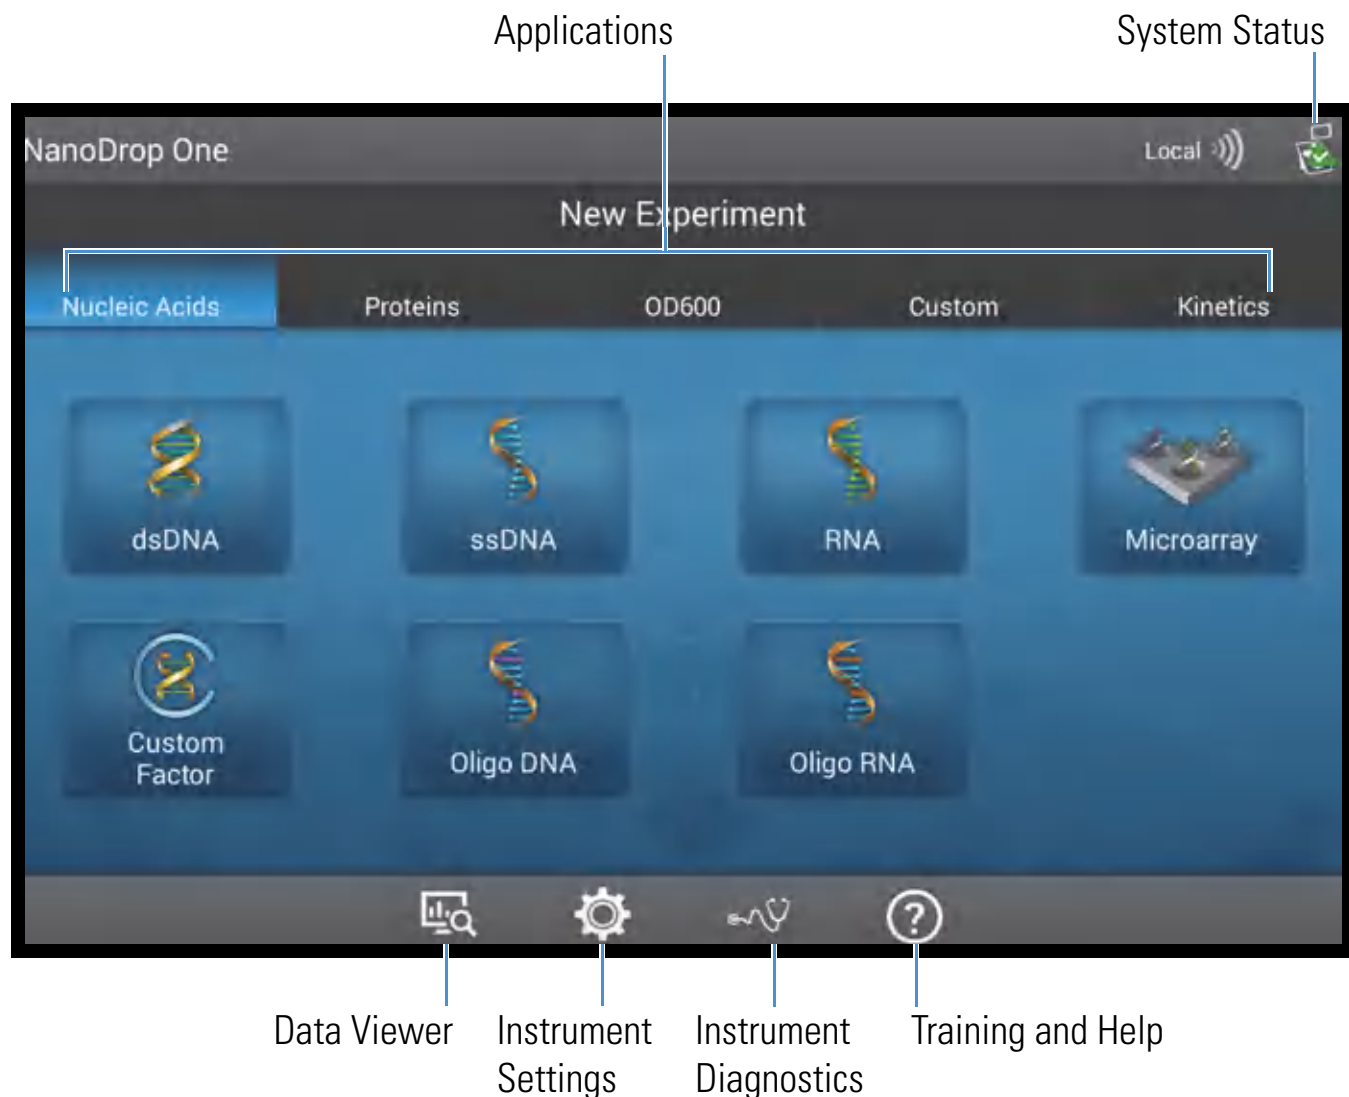 Applications
System Status
NanoDrop One
Local
New Experiment
Nucleic Acids
Proteins
OD600
Custom
Kinetics
dsDNA
ssDNA
RNA
Microarray
Custom
Factor
Oligo DNA
Oligo RNA
?
Data Viewer
Instrument
Settings
Instrument
Diagnostics
Training and Help